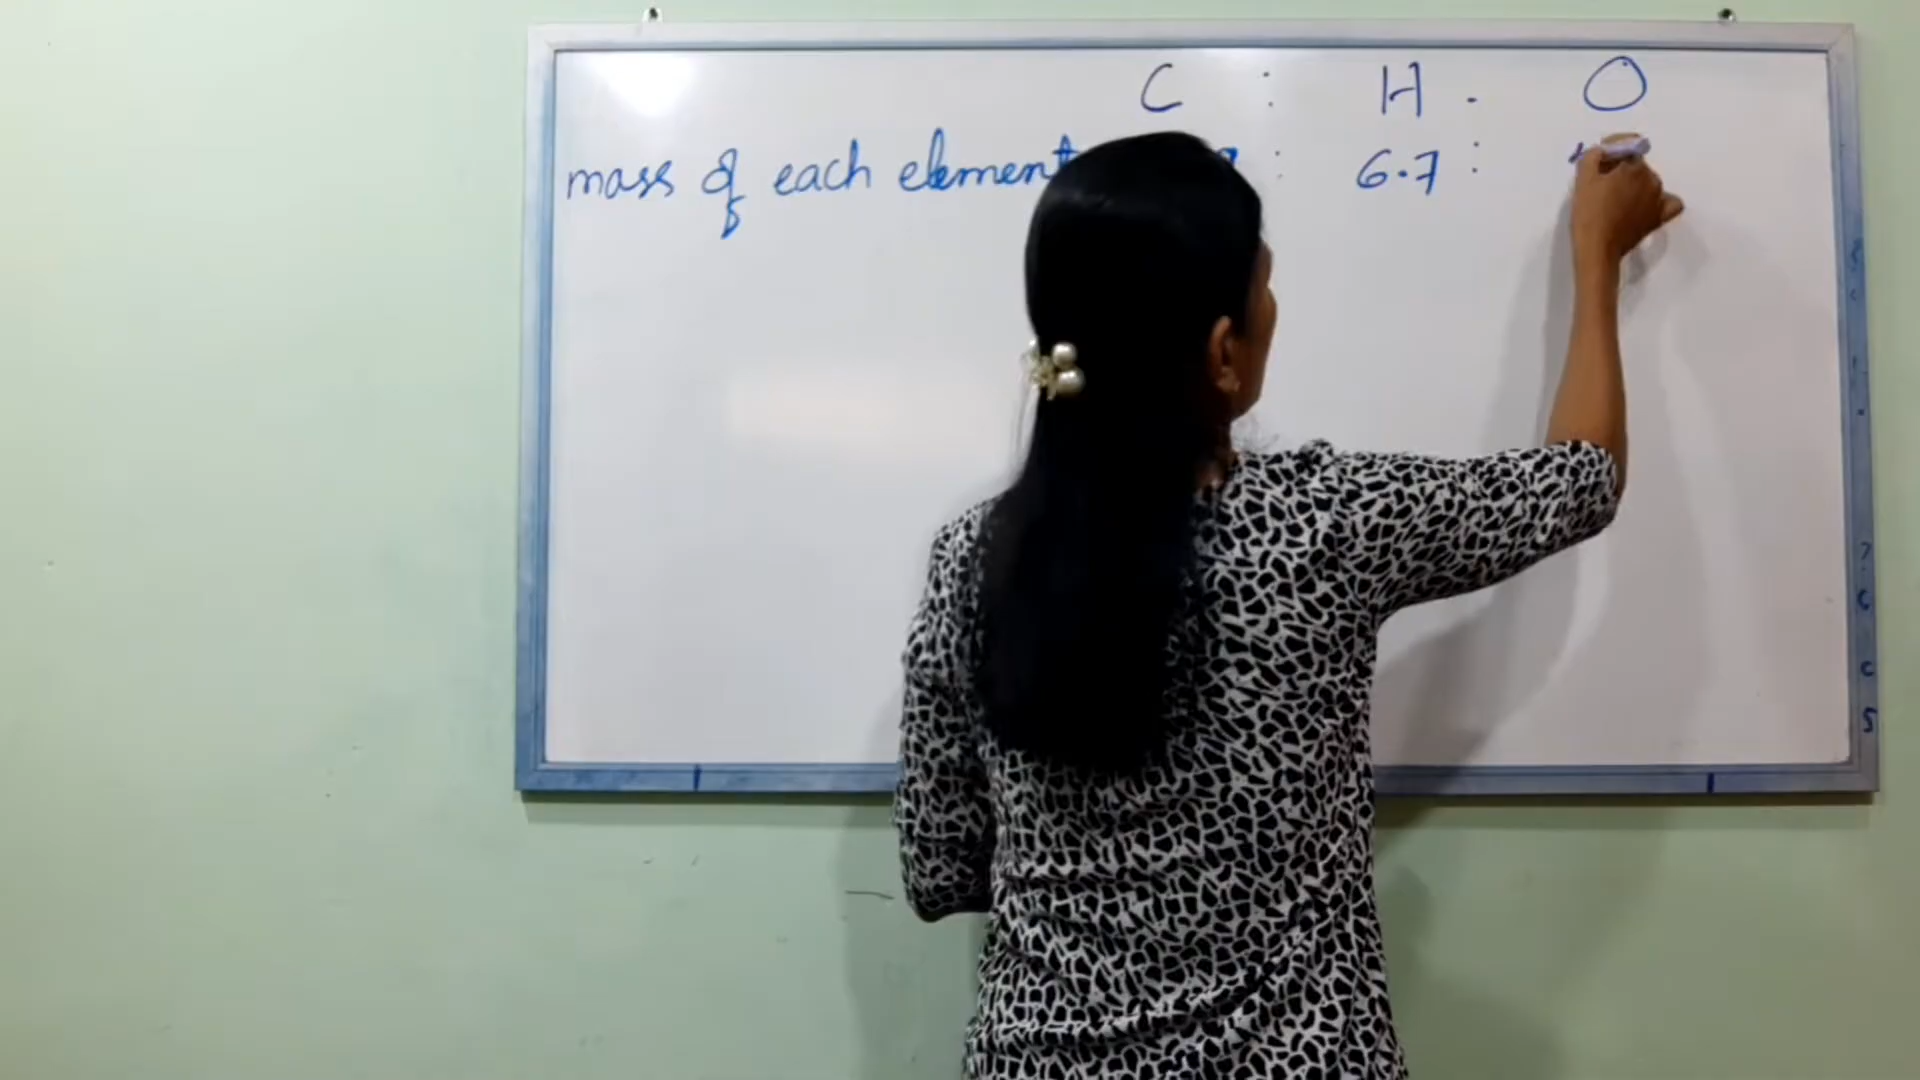 C : H . O
mass of each element : 6.7 :